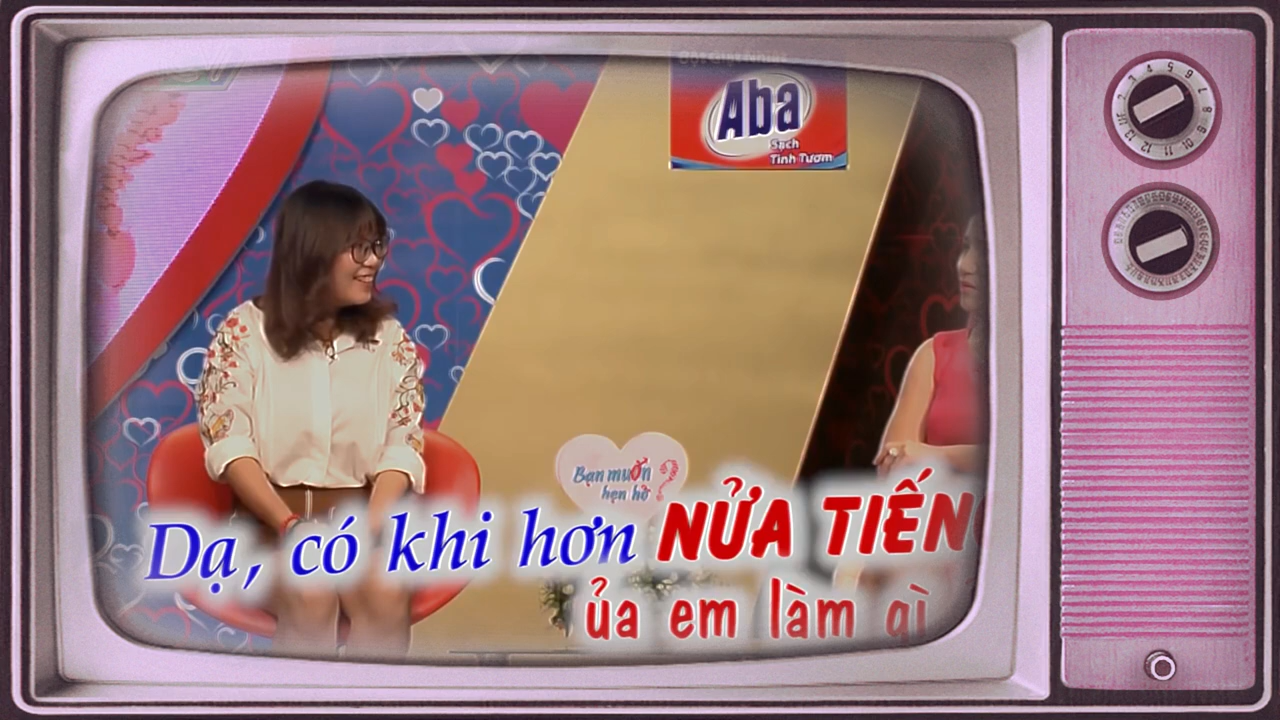 Aba
Sạch
Tinh Tươm
Bạn muốn
hẹn hò ?
Dạ, có khi hơn NỬA TIẾN
ủa em làm gì